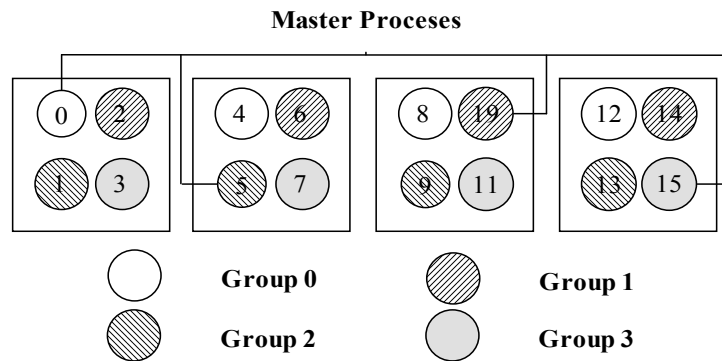 Master Proceses
0 2 4 6 8 19 12 14
1 3 5 7 9 11 13 15
Group 0 Group 1
Group 2 Group 3